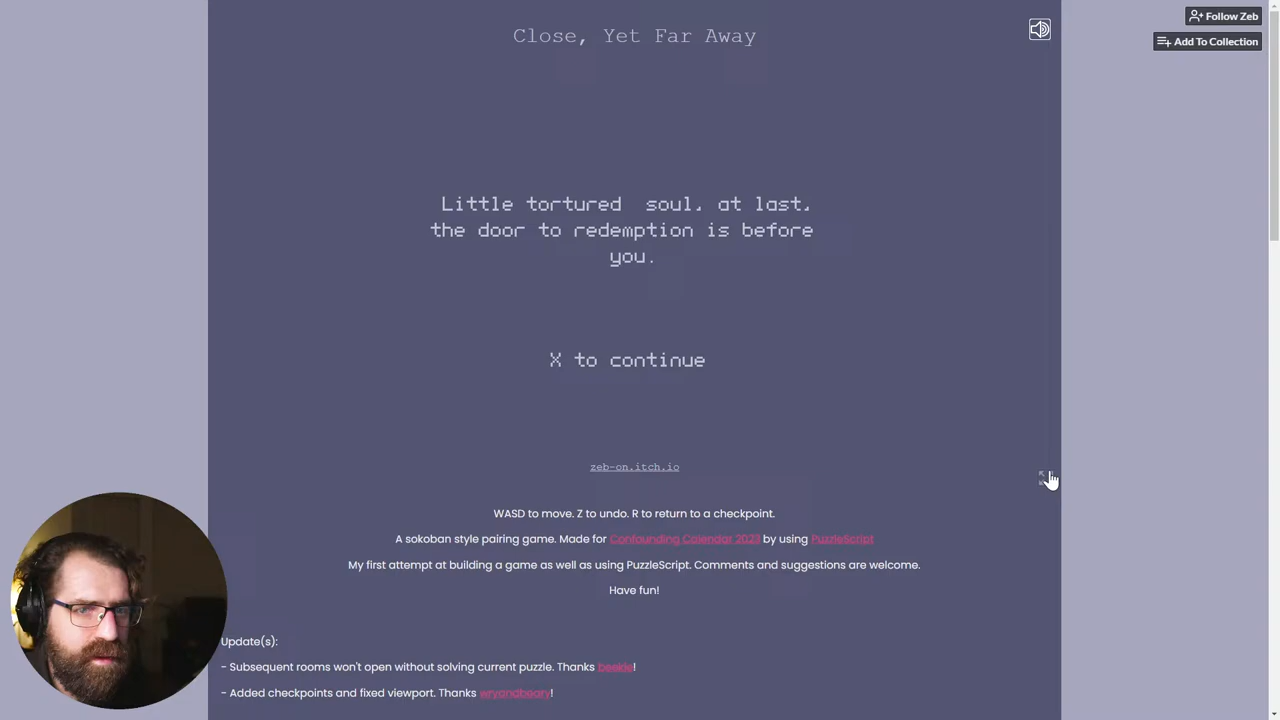 Follow Zeb
Add To Collection
Close, Yet Far Away
Little tortured soul, at last,
the door to redemption is before
you.
X to continue
zeb-on.itch.io
WASD to move. Z to undo. R to return to a checkpoint.
A sokoban style pairing game. Made for Confounding Calendar 2023 by using PuzzleScript
My first attempt at building a game as well as using PuzzleScript. Comments and suggestions are welcome.
Have fun!
Update(s):
- Subsequent rooms won't open without solving current puzzle. Thanks beekie!
- Added checkpoints and fixed viewport. Thanks wryandboary!